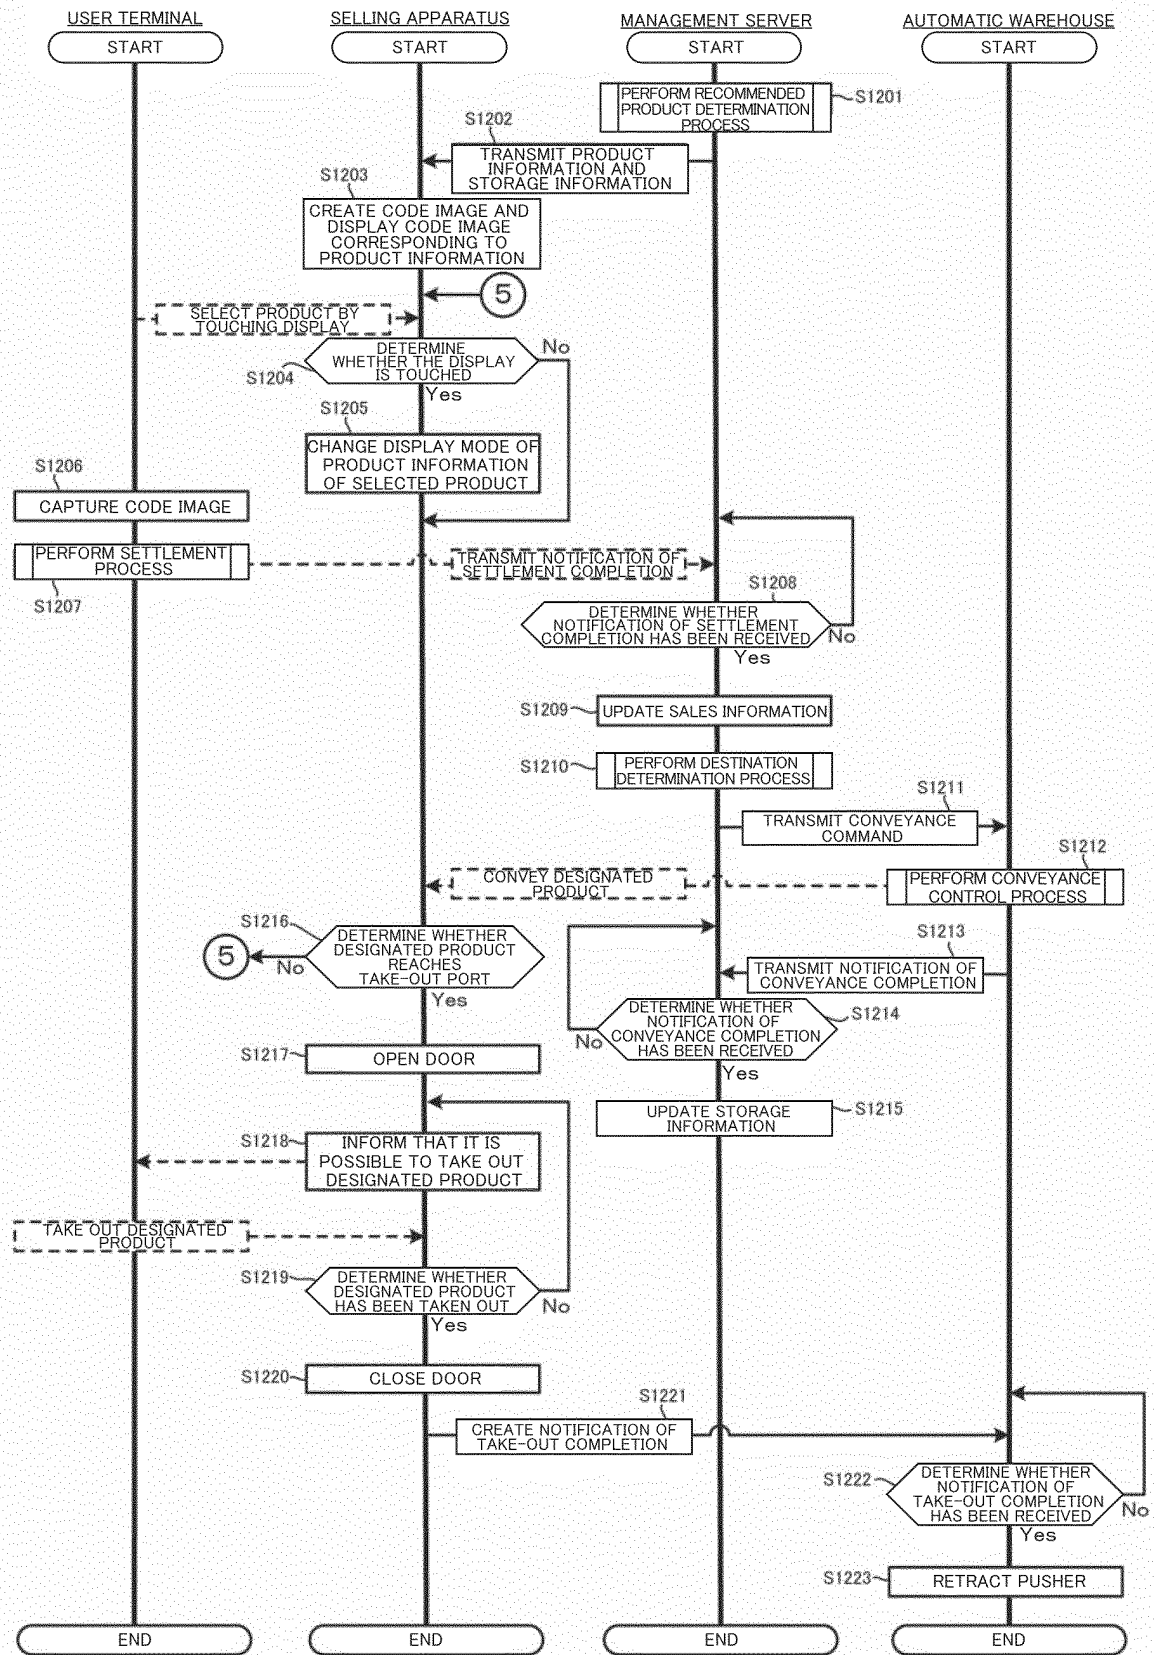 USER TERMINAL
SELLING APPARATUS
MANAGEMENT SERVER
AUTOMATIC WAREHOUSE
START
START
START
START
PERFORM RECOMMENDED
PRODUCT DETERMINATION
PROCESS
S1201
S1202
TRANSMIT PRODUCT
INFORMATION AND
STORAGE INFORMATION
S1203
CREATE CODE IMAGE AND
DISPLAY CODE IMAGE
CORRESPONDING TO
PRODUCT INFORMATION
5
SELECT PRODUCT BY
TOUCHING DISPLAY
DETERMINE
WHETHER THE DISPLAY
IS TOUCHED
No
S1204
Yes
S1205
CHANGE DISPLAY MODE OF
PRODUCT INFORMATION
OF SELECTED PRODUCT
S1206
CAPTURE CODE IMAGE
PERFORM SETTLEMENT
PROCESS
S1207
TRANSMIT NOTIFICATION OF
SETTLEMENT COMPLETION
S1208
DETERMINE WHETHER
NOTIFICATION OF SETTLEMENT
COMPLETION HAS BEEN RECEIVED
No
Yes
S1209
UPDATE SALES INFORMATION
S1210
PERFORM DESTINATION
DETERMINATION PROCESS
S1211
TRANSMIT CONVEYANCE
COMMAND
S1212
PERFORM CONVEYANCE
CONTROL PROCESS
CONVEY DESIGNATED
PRODUCT
S1216
DETERMINE WHETHER
DESIGNATED PRODUCT
REACHES
TAKE-OUT PORT
5
No
Yes
S1213
TRANSMIT NOTIFICATION OF
CONVEYANCE COMPLETION
DETERMINE WHETHER
NOTIFICATION OF
CONVEYANCE COMPLETION
HAS BEEN RECEIVED
S1214
No
Yes
S1217
OPEN DOOR
UPDATE STORAGE
INFORMATION
S1215
S1218
INFORM THAT IT IS
POSSIBLE TO TAKE OUT
DESIGNATED PRODUCT
TAKE OUT DESIGNATED
PRODUCT
S1219
DETERMINE WHETHER
DESIGNATED PRODUCT
HAS BEEN TAKEN OUT
No
Yes
S1220
CLOSE DOOR
S1221
CREATE NOTIFICATION OF
TAKE-OUT COMPLETION
S1222
DETERMINE WHETHER
NOTIFICATION OF
TAKE-OUT COMPLETION
HAS BEEN RECEIVED
No
Yes
S1223
RETRACT PUSHER
END
END
END
END